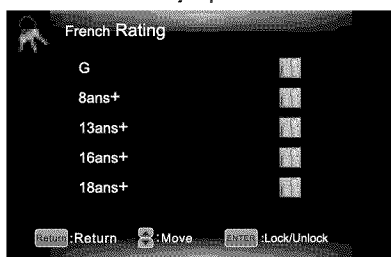 French Rating
G
8ans+
13ans+
16ans+
18ans+
Return :Return :Move ENTER :Lock/Unlock